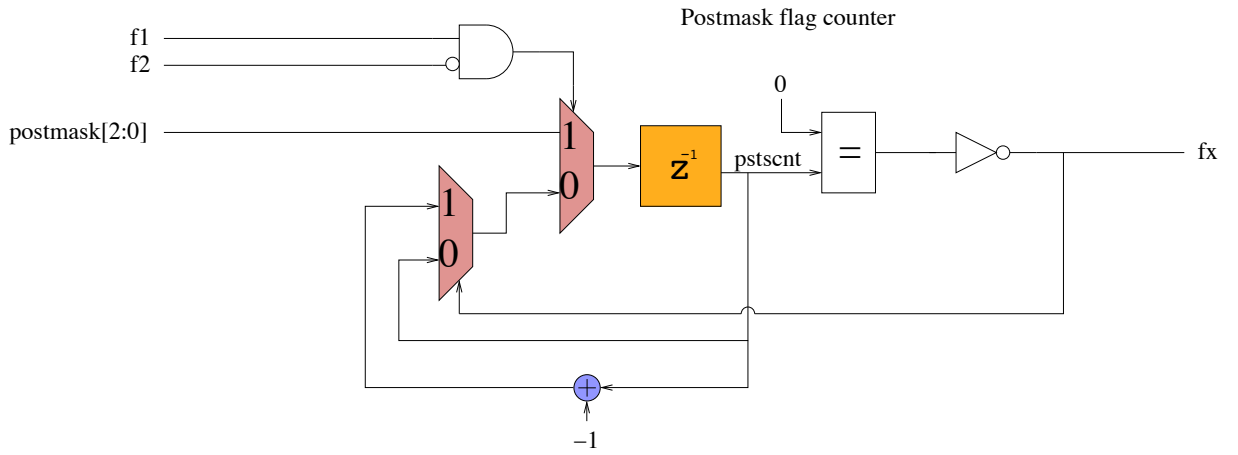 Postmask flag counter
f1
f2
0
postmask[2:0]
1
0
z⁻¹
pstscnt
=
fx
1
0
+
–1